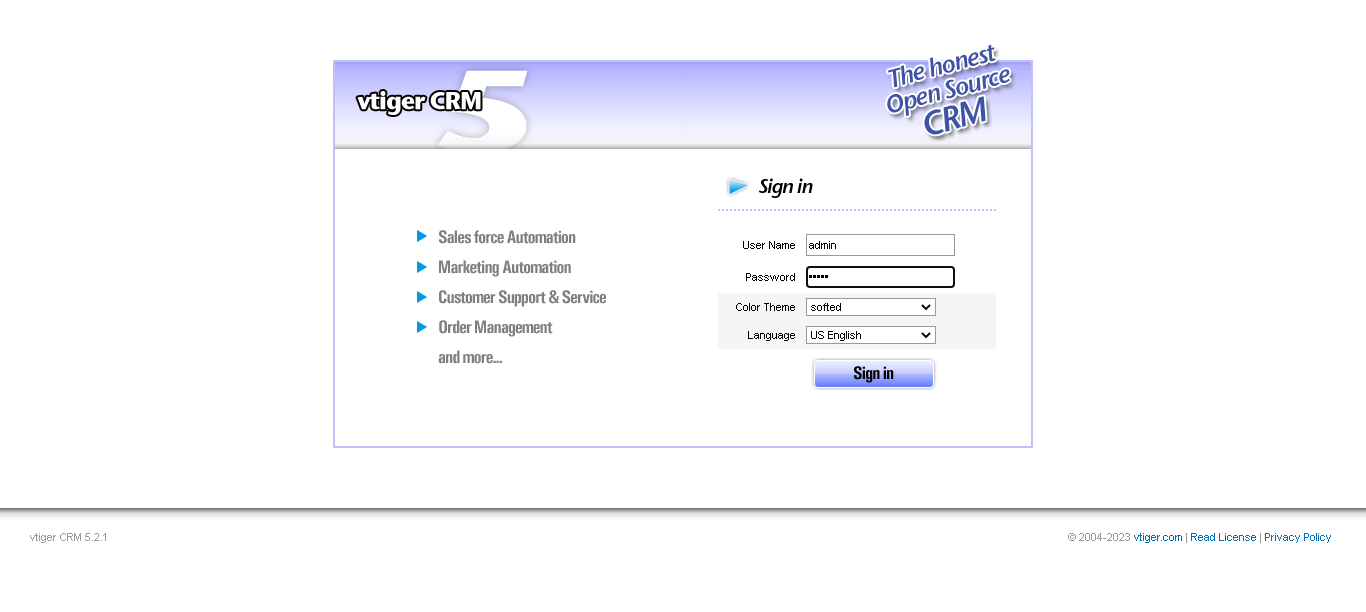 vtiger CRM 5
The honest
Open Source
CRM
Sign in
Sales force Automation
Marketing Automation
Customer Support & Service
Order Management
and more...
User Name admin
Password •••••
Color Theme softed
Language US English
Sign in
vtiger CRM 5.2.1
© 2004-2023 vtiger.com | Read License | Privacy Policy